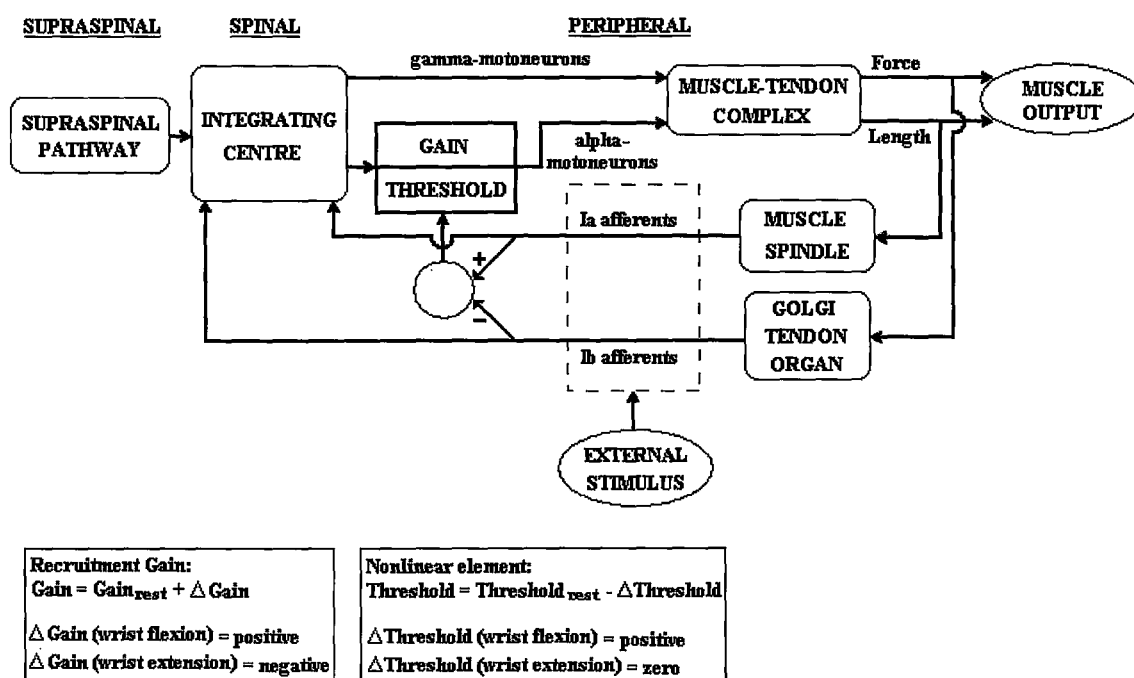 SUPRASPINAL SPINAL PERIPHERAL
gamma-motoneurons
Force
SUPRASPINAL
PATHWAY
INTEGRATING
CENTRE
GAIN
THRESHOLD
alpha-
motoneurons
MUSCLE-TENDON
COMPLEX
Length
MUSCLE
OUTPUT
Ia afferents
MUSCLE
SPINDLE
+
−
Ib afferents
GOLGI
TENDON
ORGAN
EXTERNAL
STIMULUS
Recruitment Gain:
Gain = Gain rest + Δ Gain
Δ Gain (wrist flexion) = positive
Δ Gain (wrist extension) = negative
Nonlinear element:
Threshold = Threshold rest - ΔThreshold
ΔThreshold (wrist flexion) = positive
ΔThreshold (wrist extension) = zero